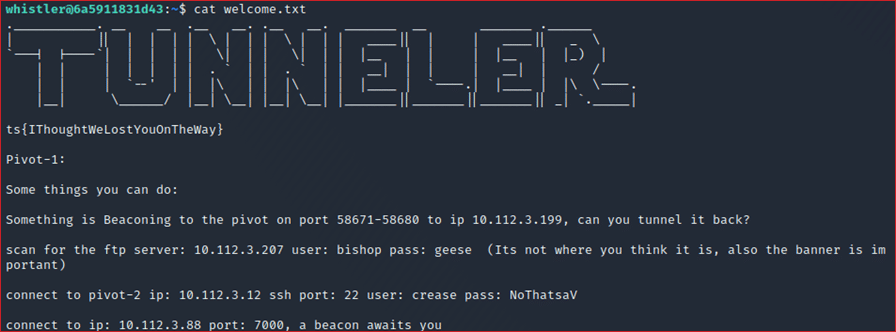 whistler@6a5911831d43:~$ cat welcome.txt
TUNNELER
ts{IThoughtWeLostYouOnTheWay}
Pivot-1:
Some things you can do:
Something is Beaconing to the pivot on port 58671-58680 to ip 10.112.3.199, can you tunnel it back?
scan for the ftp server: 10.112.3.207 user: bishop pass: geese  (Its not where you think it is, also the banner is im
portant)
connect to pivot-2 ip: 10.112.3.12 ssh port: 22 user: crease pass: NoThatsaV
connect to ip: 10.112.3.88 port: 7000, a beacon awaits you